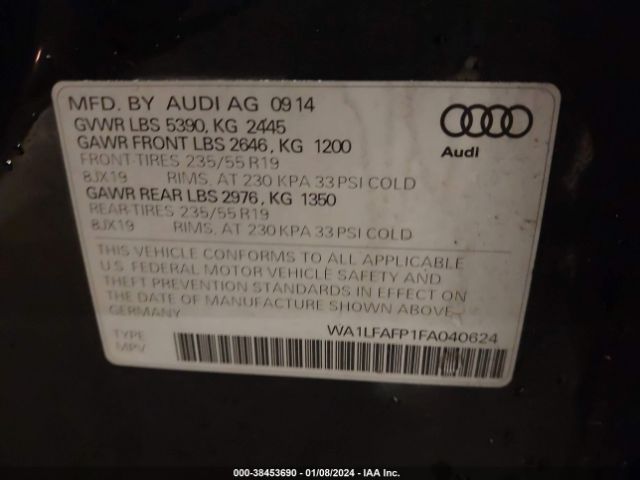 MFD. BY AUDI AG 09 14
GVWR LBS 5390, KG 2445
GAWR FRONT LBS 2646, KG 1200
FRONT-TIRES 235/55 R19
8JX19 RIMS, AT 230 KPA 33 PSI COLD
GAWR REAR LBS 2976, KG 1350
REAR-TIRES 235/55 R19
8JX19 RIMS, AT 230 KPA 33 PSI COLD
Audi
THIS VEHICLE CONFORMS TO ALL APPLICABLE
U.S. FEDERAL MOTOR VEHICLE SAFETY AND
THEFT PREVENTION STANDARDS IN EFFECT ON
THE DATE OF MANUFACTURE SHOWN ABOVE
GERMANY
WA1LFAFP1FA040624
TYPE
MPV
000-38453690 - 01/08/2024 - IAA Inc.